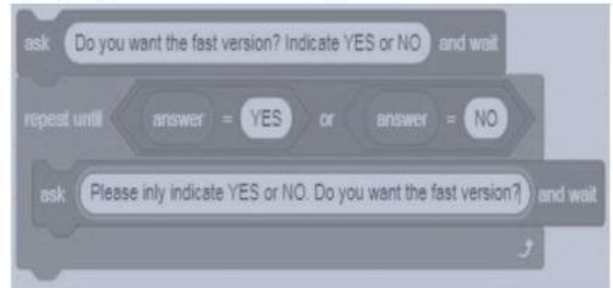 ask Do you want the fast version? Indicate YES or NO and wait
repeat until answer = YES or answer = NO
ask Please inly indicate YES or NO. Do you want the fast version? and wait